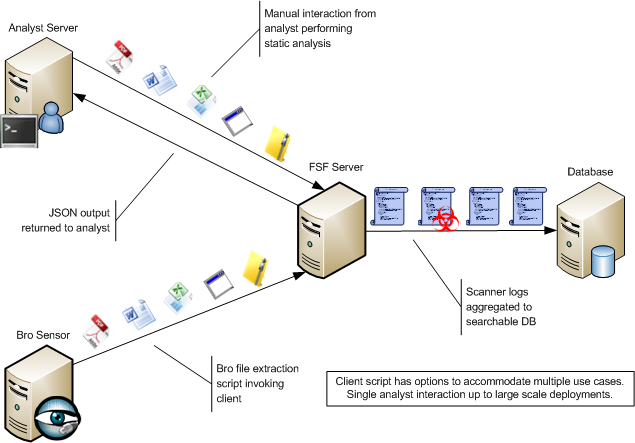 Analyst Server
Manual interaction from
analyst performing
static analysis
FSF Server
Database
JSON output
returned to analyst
Scanner logs
aggregated to
searchable DB
Bro Sensor
Bro file extraction
script invoking
client
Client script has options to accommodate multiple use cases.
Single analyst interaction up to large scale deployments.